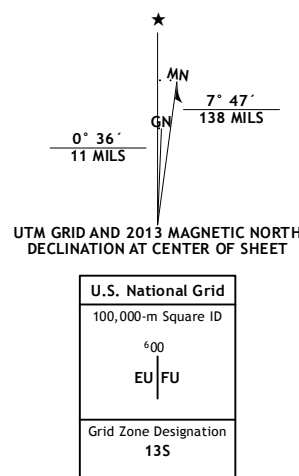 ★
MN
7° 47´
138 MILS
GN
0° 36´
11 MILS
UTM GRID AND 2013 MAGNETIC NORTH
DECLINATION AT CENTER OF SHEET
U.S. National Grid
100,000-m Square ID
⁶00
EU FU
Grid Zone Designation
13S